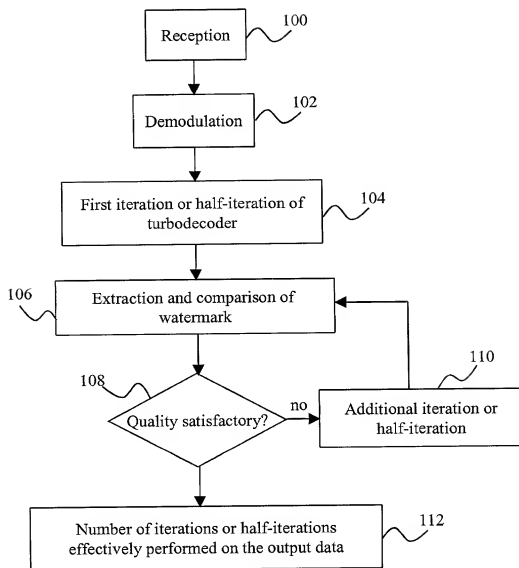 Reception
100
Demodulation
102
First iteration or half-iteration of
turbodecoder
104
106
Extraction and comparison of
watermark
108
Quality satisfactory?
no
110
Additional iteration or
half-iteration
Number of iterations or half-iterations
effectively performed on the output data
112